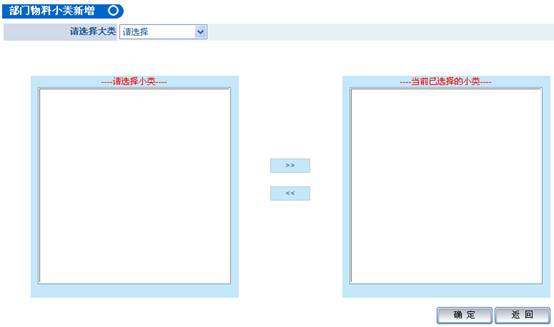 部门物料小类新增
请选择大类 请选择
----请选择小类---- ----当前已选择的小类----
>>
<<
确 定 返 回